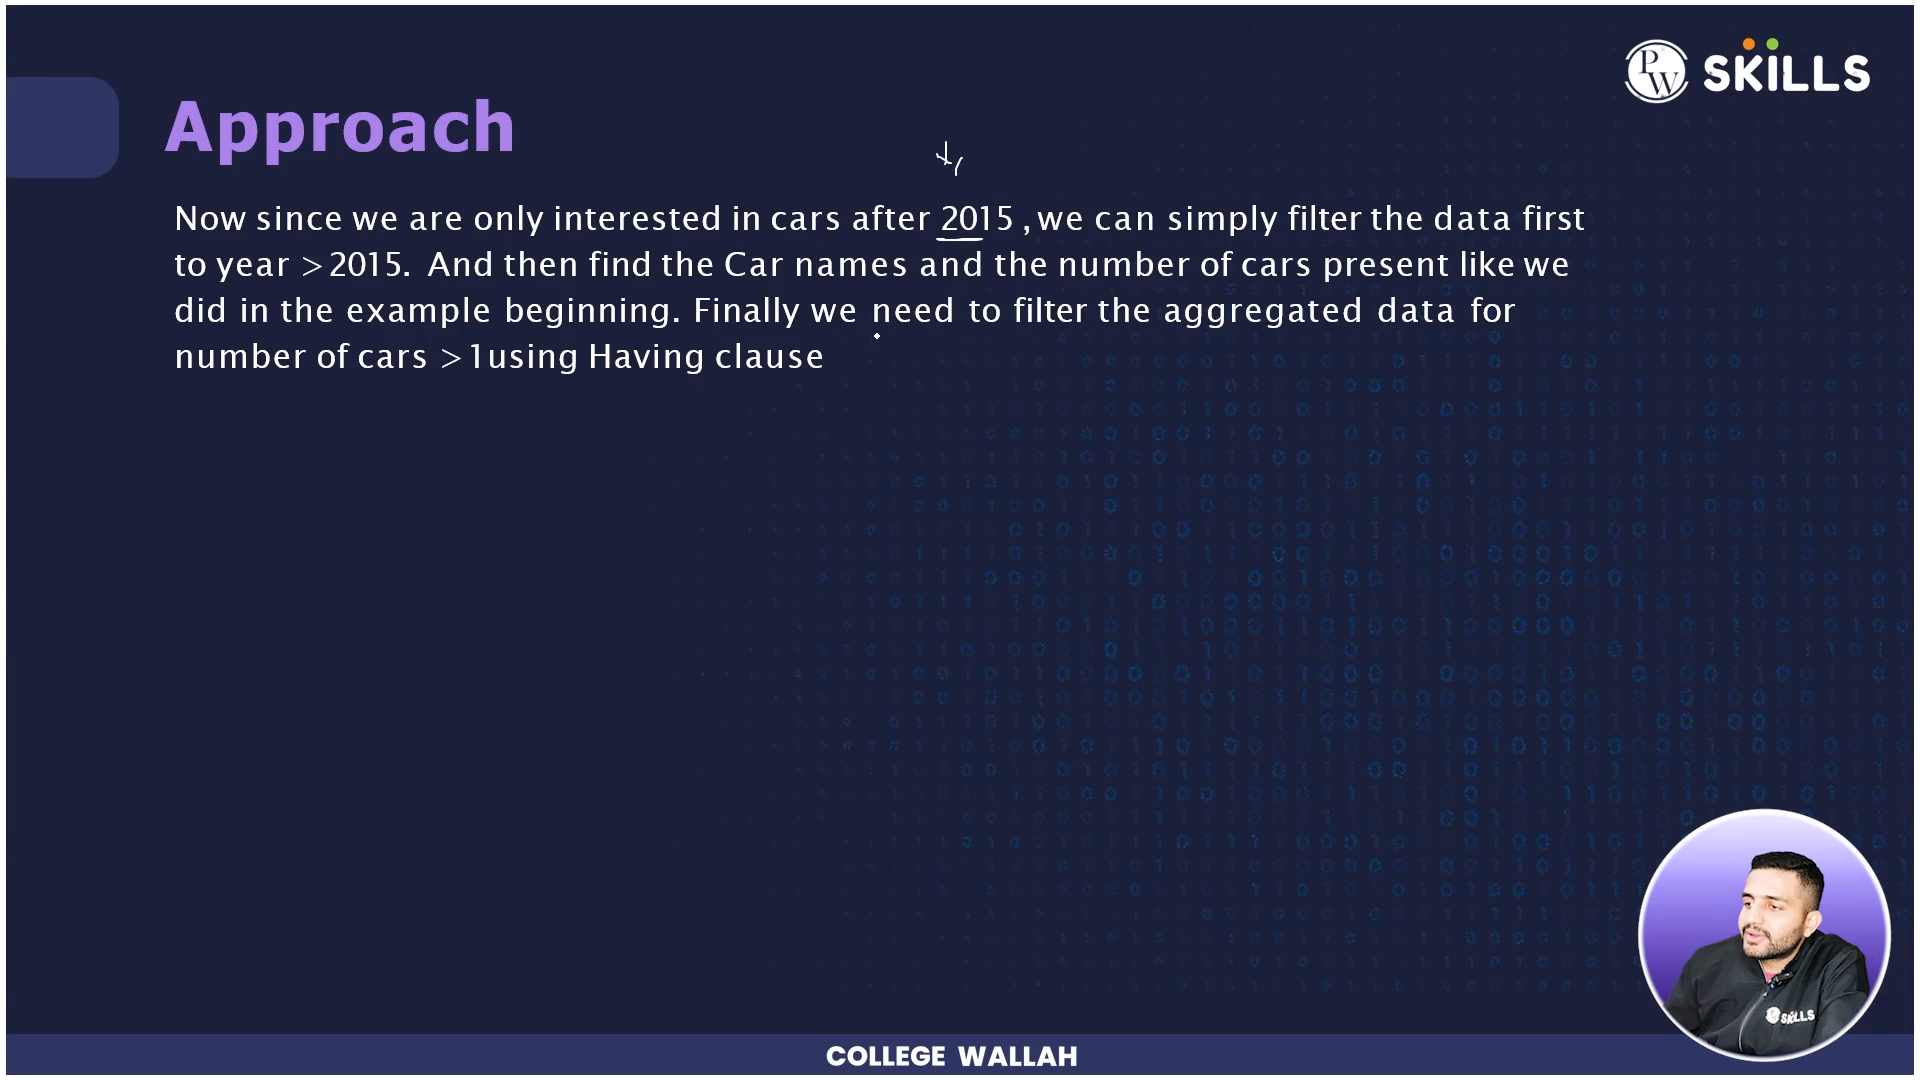 PW SKILLS
Approach
Now since we are only interested in cars after 2015 ,we can simply filter the data first
to year >2015. And then find the Car names and the number of cars present like we
did in the example beginning. Finally we need to filter the aggregated data for
number of cars >1using Having clause
SKILLS
COLLEGE WALLAH